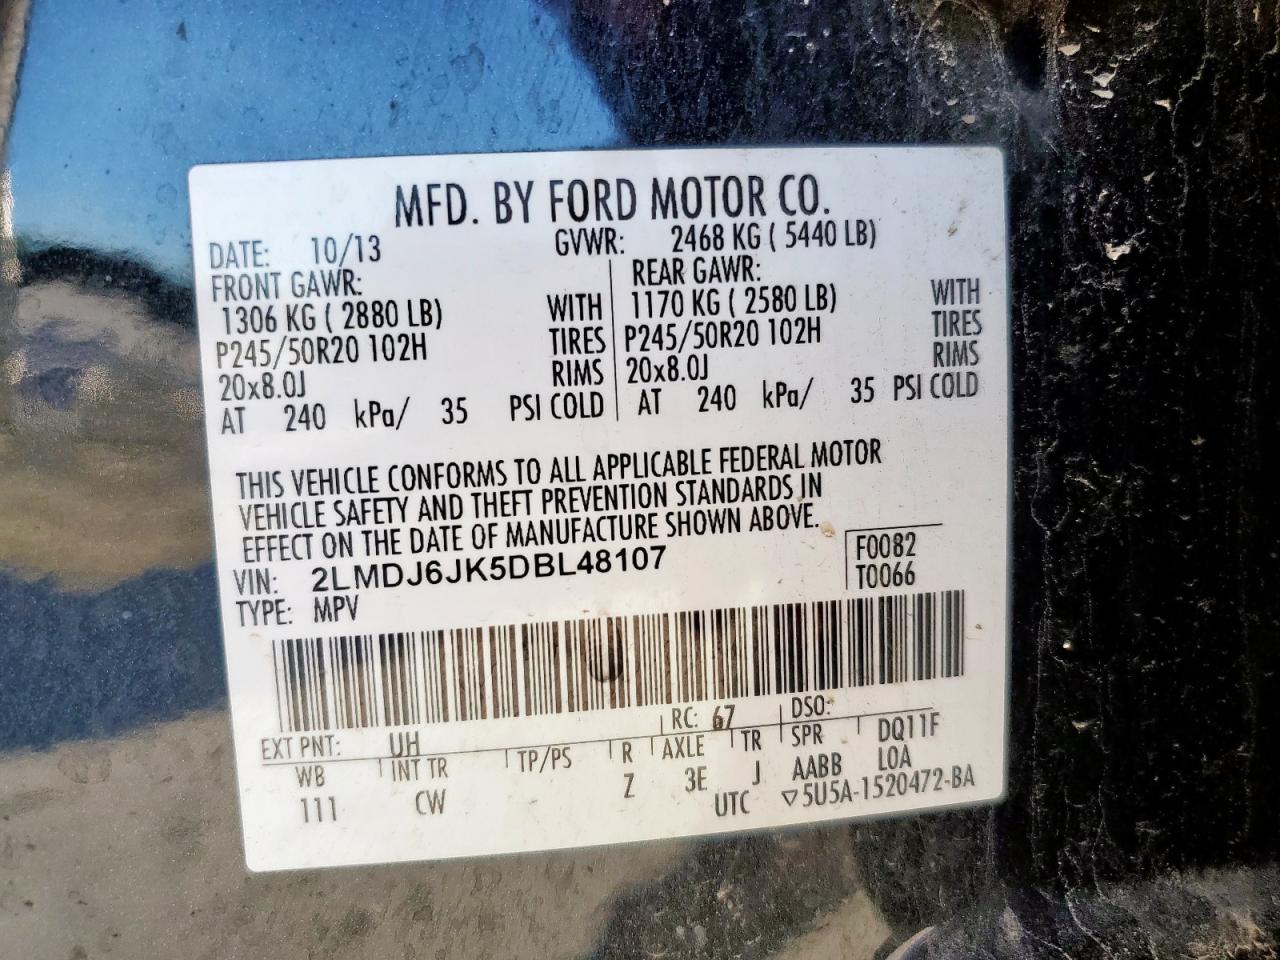 MFD. BY FORD MOTOR CO.
DATE: 10/13 GVWR: 2468 KG ( 5440 LB)
FRONT GAWR: REAR GAWR:
1306 KG ( 2880 LB) WITH 1170 KG ( 2580 LB) WITH
P245/50R20 102H TIRES P245/50R20 102H TIRES
20x8.0J RIMS 20x8.0J RIMS
AT 240 kPa/ 35 PSI COLD AT 240 kPa/ 35 PSI COLD
THIS VEHICLE CONFORMS TO ALL APPLICABLE FEDERAL MOTOR
VEHICLE SAFETY AND THEFT PREVENTION STANDARDS IN
EFFECT ON THE DATE OF MANUFACTURE SHOWN ABOVE.
VIN: 2LMDJ6JK5DBL48107 F0082
TYPE: MPV T0066
EXT PNT: UH RC: 67 DSO:
WB INT TR TP/PS R AXLE TR SPR DQ11F
111 CW Z 3E J AABB LOA
UTC ▽5U5A-1520472-BA